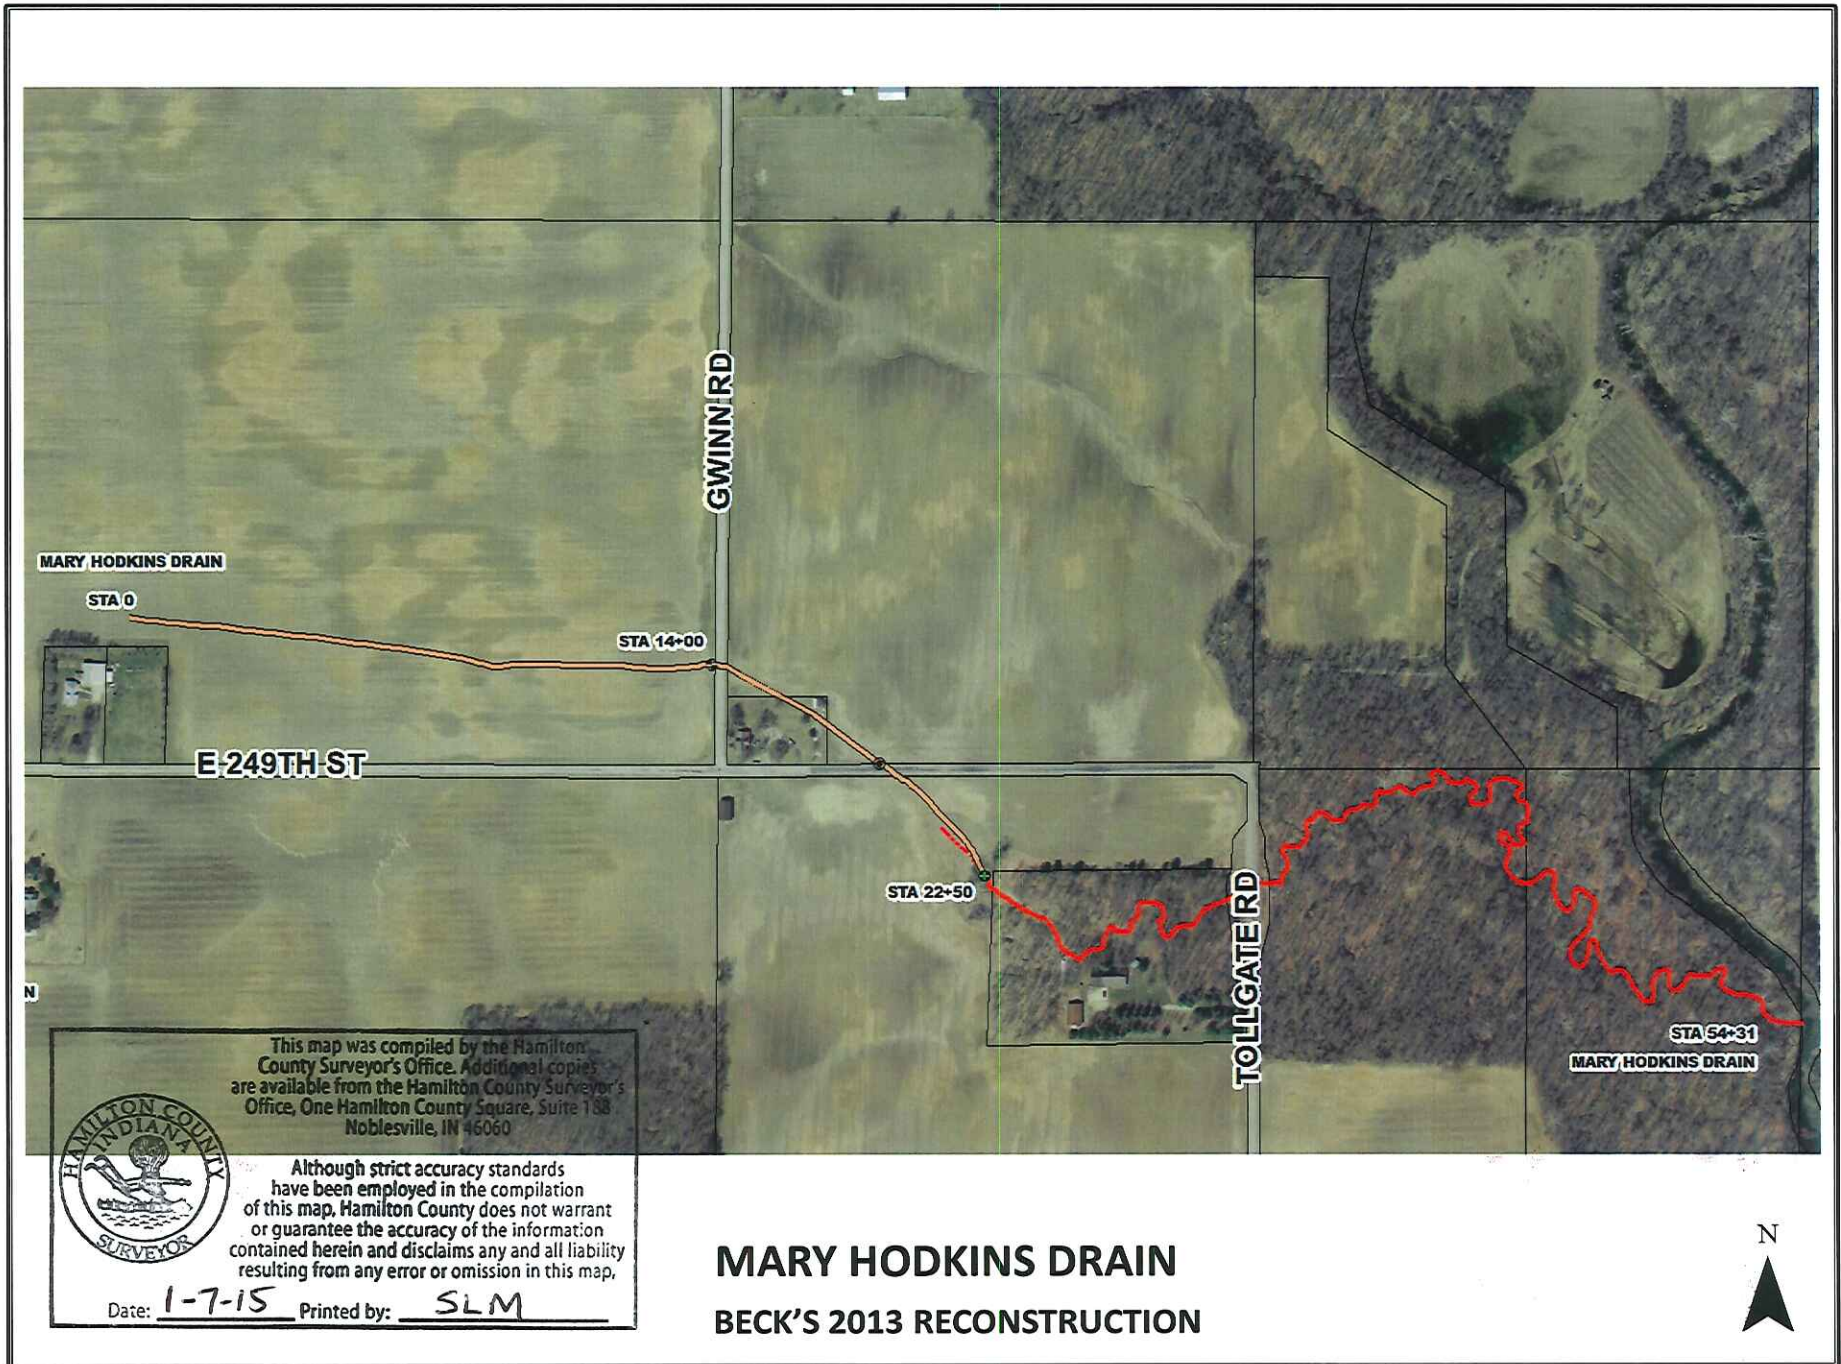 GWINN RD
MARY HODKINS DRAIN
STA 0
STA 14+00
E 249TH ST
STA 22+50
TOLLGATE RD
N
STA 54+31
MARY HODKINS DRAIN
This map was compiled by the Hamilton
County Surveyor's Office. Additional copies
are available from the Hamilton County Surveyor's
Office, One Hamilton County Square, Suite 188
Noblesville, IN 46060
HAMILTON COUNTY
INDIANA
SURVEYOR
Although strict accuracy standards
have been employed in the compilation
of this map, Hamilton County does not warrant
or guarantee the accuracy of the information
contained herein and disclaims any and all liability
resulting from any error or omission in this map.
Date: 1-7-15 Printed by: SLM
MARY HODKINS DRAIN
BECK'S 2013 RECONSTRUCTION
N